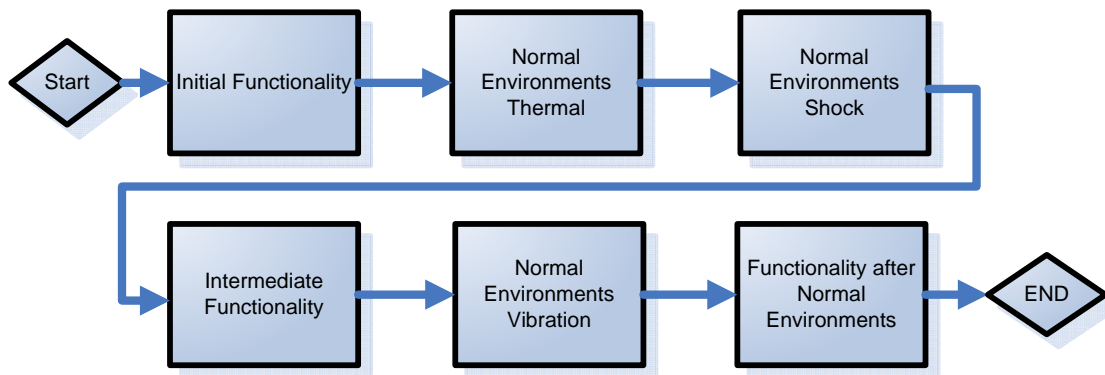 Start
Initial Functionality
Normal
Environments
Thermal
Normal
Environments
Shock
Intermediate
Functionality
Normal
Environments
Vibration
Functionality after
Normal
Environments
END